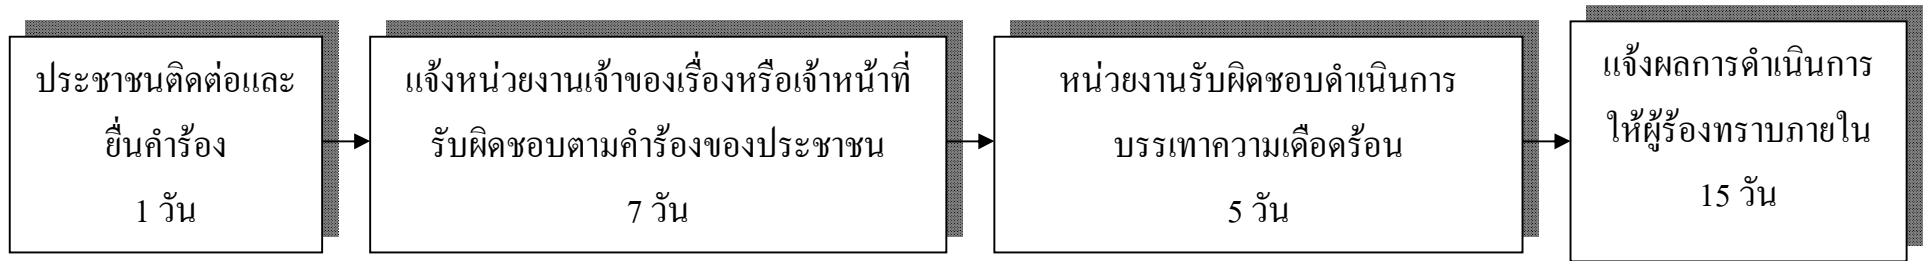 ประชาชนติดต่อและ
ยื่นคำร้อง
1 วัน
แจ้งหน่วยงานเจ้าของเรื่องหรือเจ้าหน้าที่
รับผิดชอบตามคำร้องของประชาชน
7 วัน
หน่วยงานรับผิดชอบดำเนินการ
บรรเทาความเดือดร้อน
5 วัน
แจ้งผลการดำเนินการ
ให้ผู้ร้องทราบภายใน
15 วัน